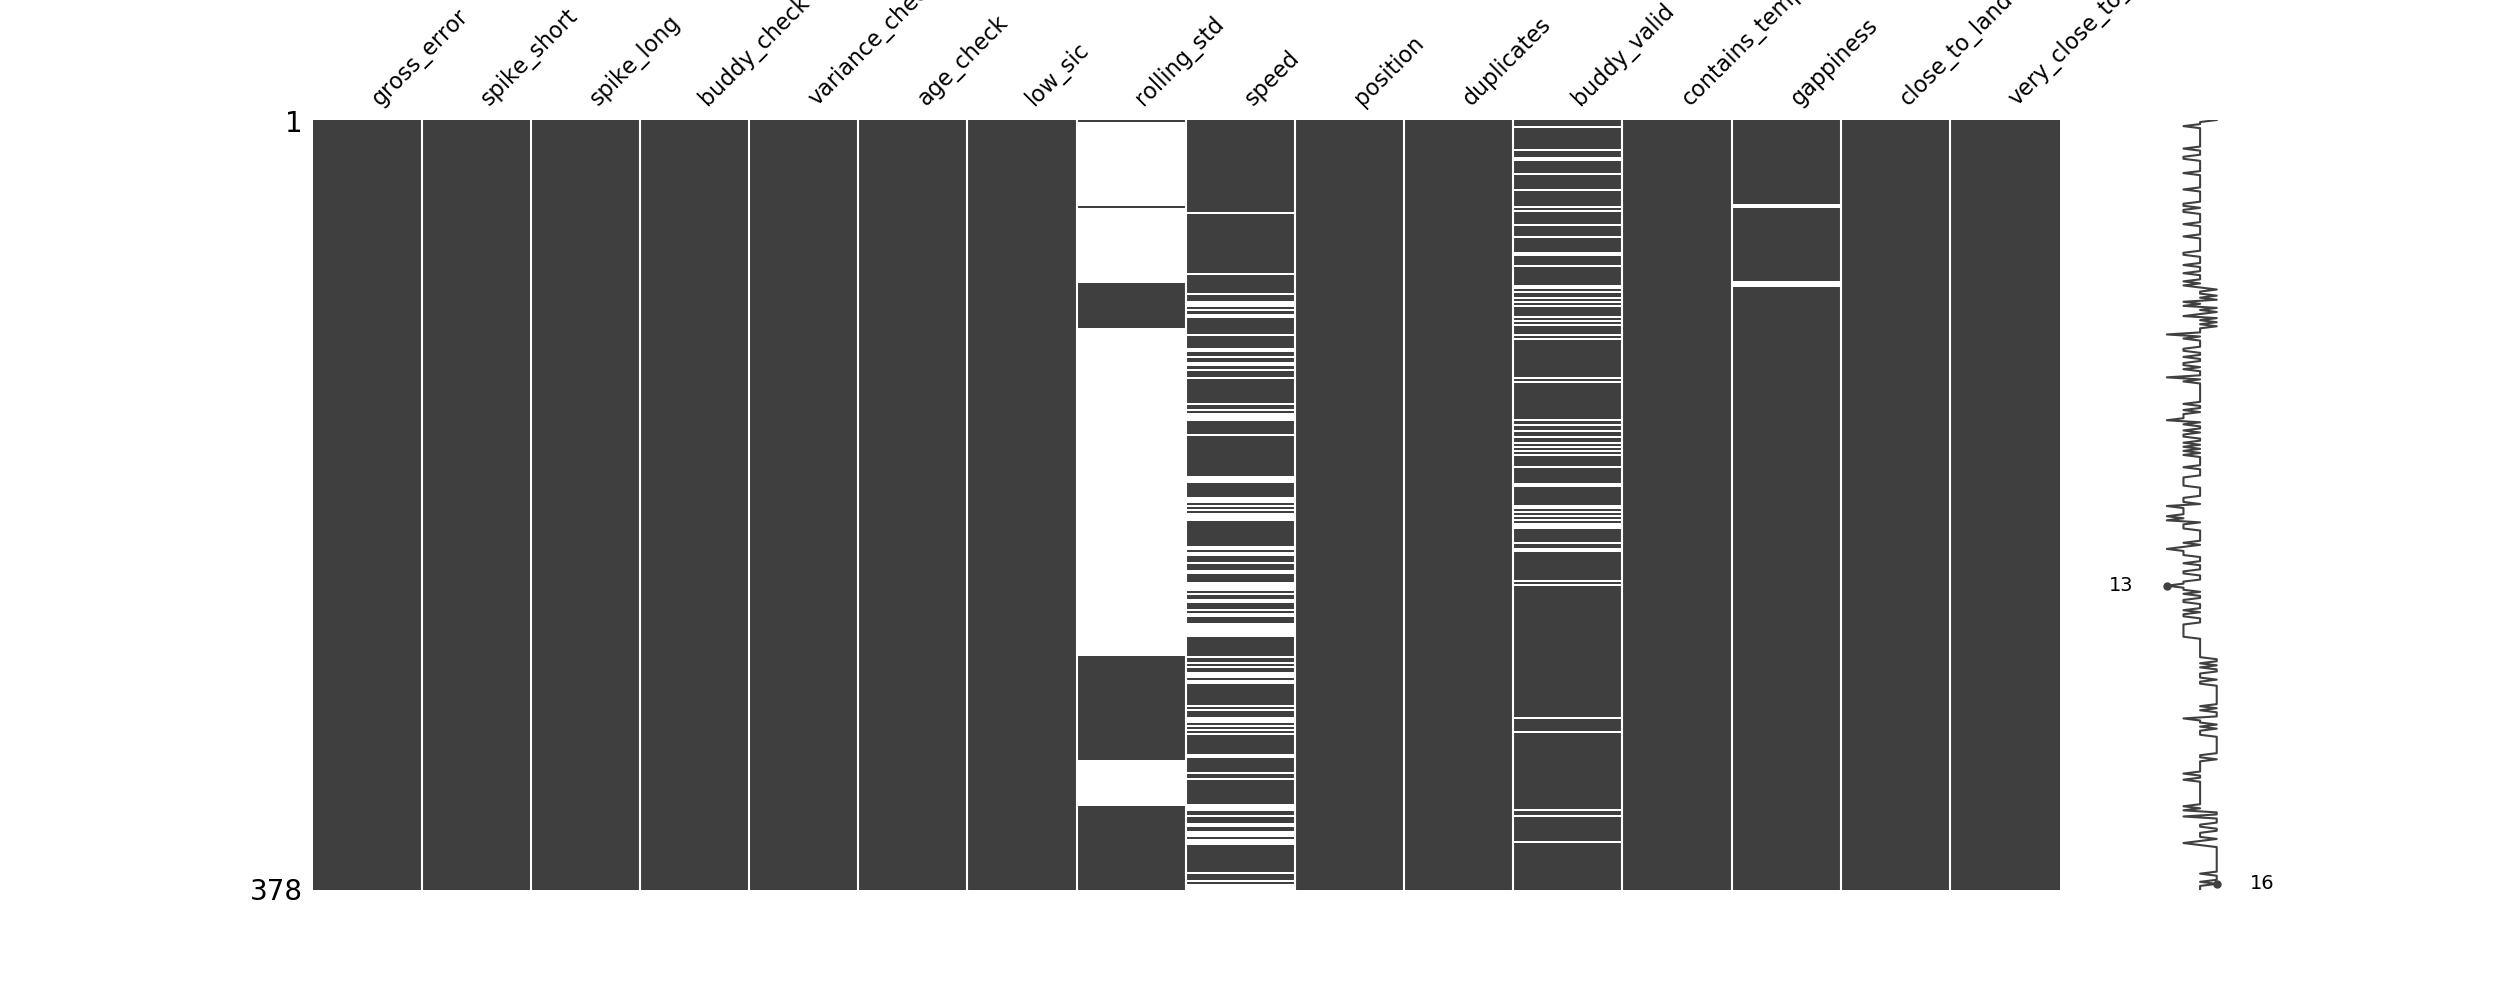 gross_error
spike_short
spike_long
buddy_check
variance_che
age_check
low_sic
rolling_std
speed
position
duplicates
buddy_valid
contains_temp
gappiness
close_to_land
very_close_to_
1
378
13
16